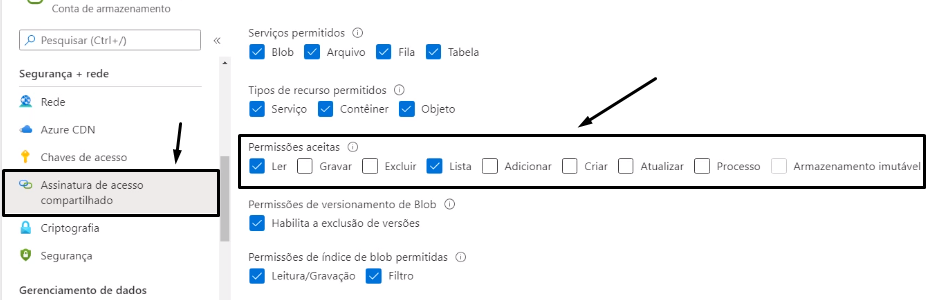 Conta de armazenamento
Pesquisar (Ctrl+/)
«
Segurança + rede
Rede
Azure CDN
Chaves de acesso
Assinatura de acesso
compartilhado
Criptografia
Segurança
Gerenciamento de dados
Serviços permitidos
Blob Arquivo Fila Tabela
Tipos de recurso permitidos
Serviço Contêiner Objeto
Permissões aceitas
Ler Gravar Excluir Lista Adicionar Criar Atualizar Processo Armazenamento imutável
Permissões de versionamento de Blob
Habilita a exclusão de versões
Permissões de índice de blob permitidas
Leitura/Gravação Filtro